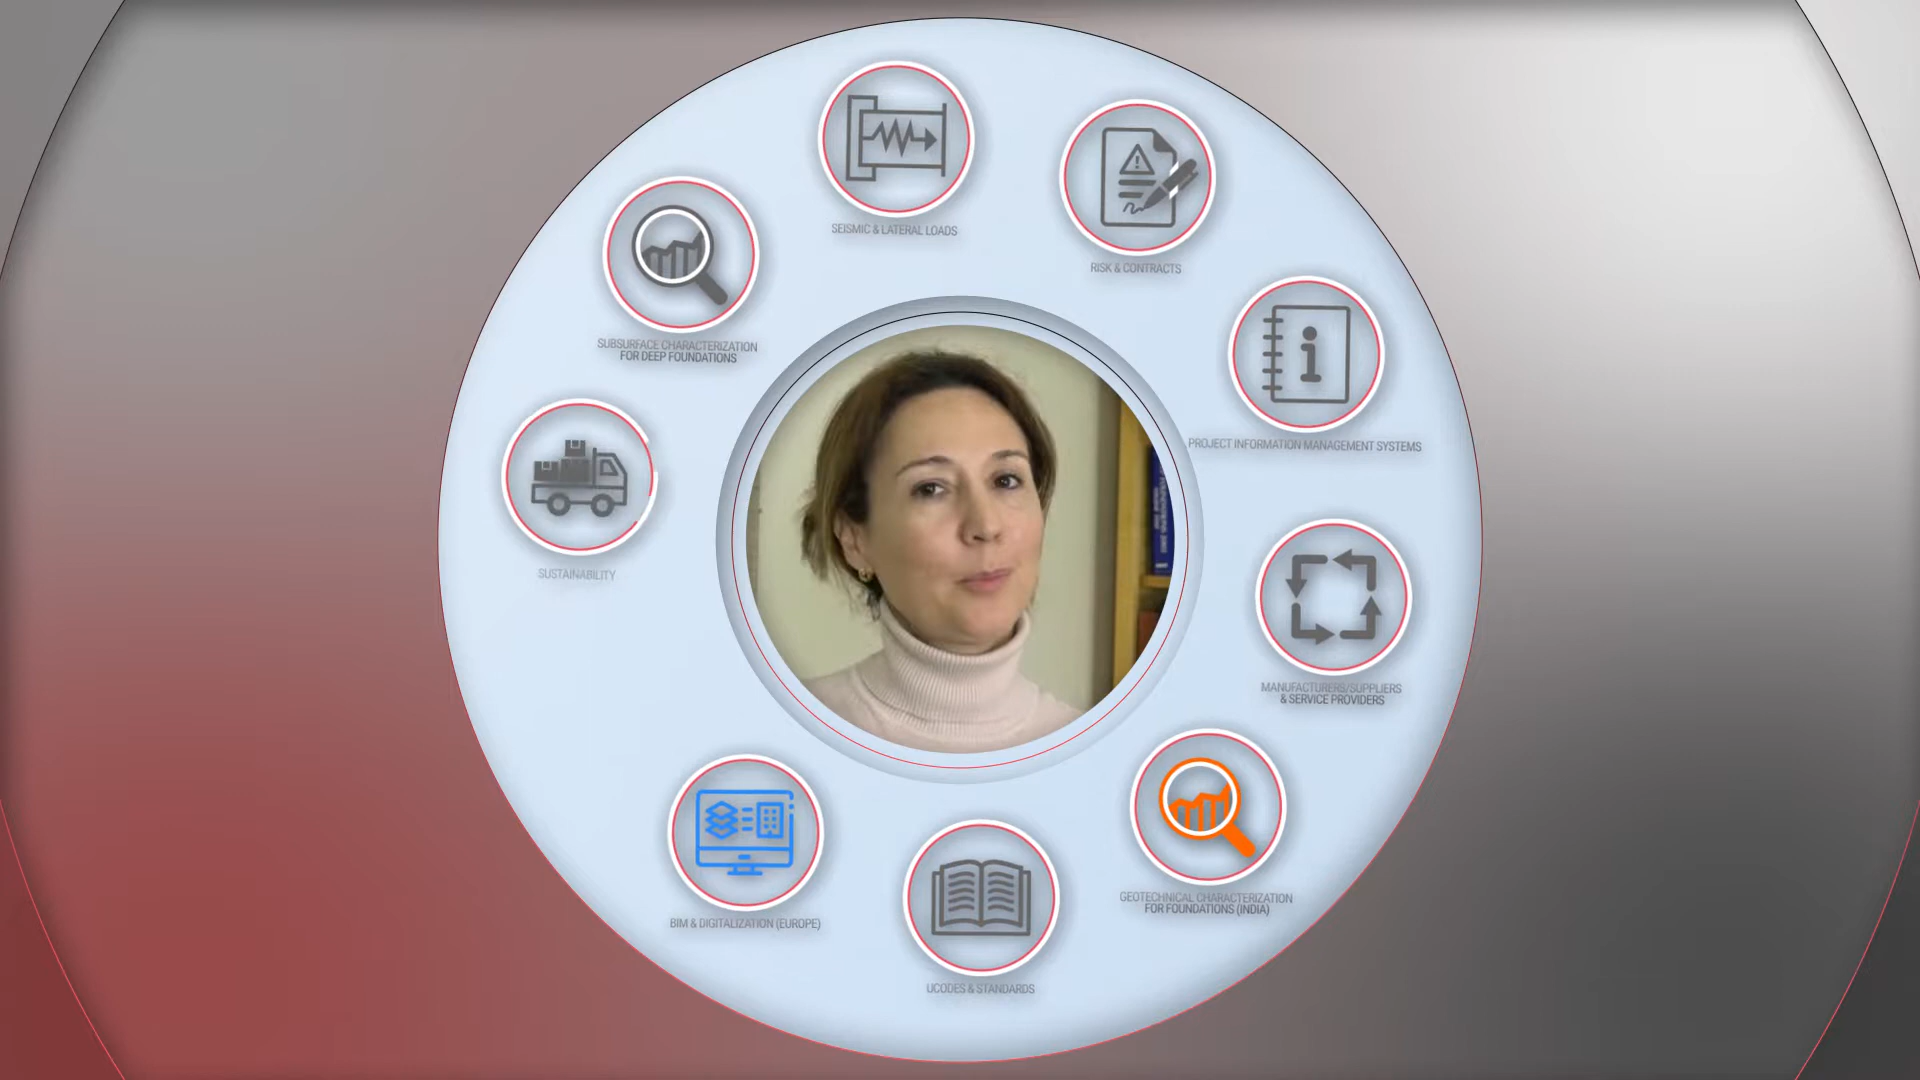 SEISMIC & LATERAL LOADS
RISK & CONTRACTS
SUBSURFACE CHARACTERIZATION
FOR DEEP FOUNDATIONS
PROJECT INFORMATION MANAGEMENT SYSTEMS
SUSTAINABILITY
MANUFACTURERS/SUPPLIERS
& SERVICE PROVIDERS
GEOTECHNICAL CHARACTERIZATION
FOR FOUNDATIONS (INDIA)
BIM & DIGITALIZATION (EUROPE)
UCODES & STANDARDS